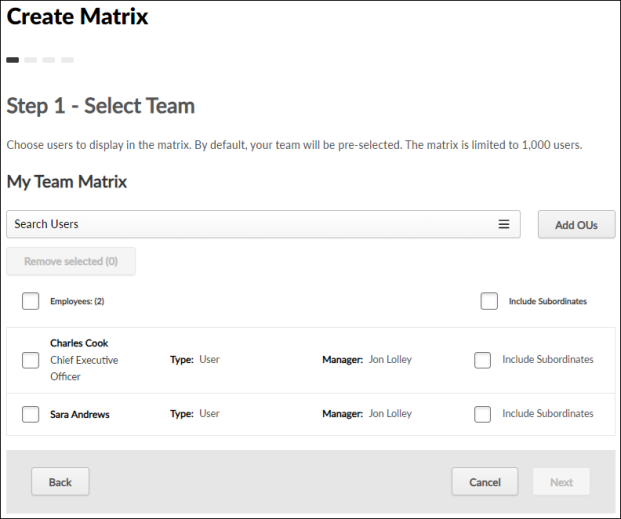 Create Matrix
Step 1 - Select Team
Choose users to display in the matrix. By default, your team will be pre-selected. The matrix is limited to 1,000 users.
My Team Matrix
Search Users
Add OUs
Remove selected (0)
Employees: (2)
Include Subordinates
Charles Cook
Chief Executive
Officer
Type: User
Manager: Jon Lolley
Include Subordinates
Sara Andrews
Type: User
Manager: Jon Lolley
Include Subordinates
Back
Cancel
Next